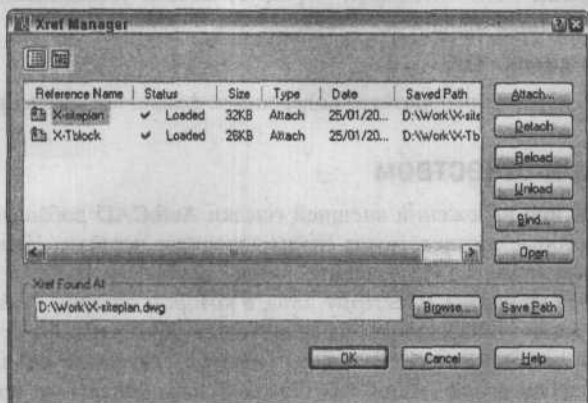 Xref Manager
Reference Name Status Size Type Date Saved Path
X-siteplan Loaded 32KB Attach 25/01/20... D:\Work\X-site
X-Tblock Loaded 26KB Attach 25/01/20... D:\Work\X-Tb
Attach...
Detach
Reload
Unload
Bind...
Open
Xref Found At
D:\Work\X-siteplan.dwg
Browse...
Save Path
OK
Cancel
Help